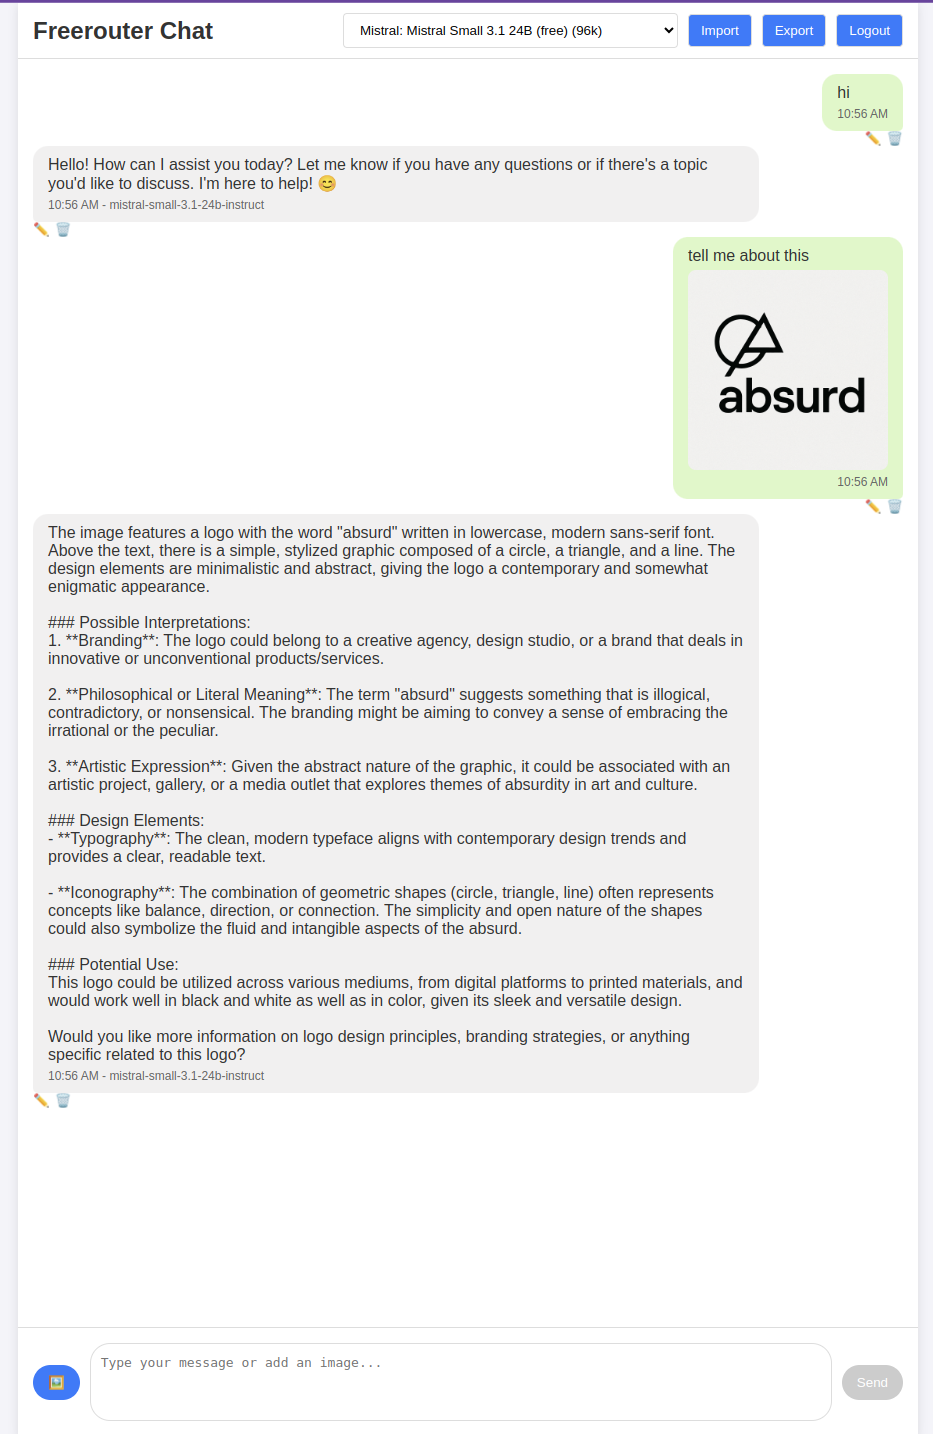 Freerouter Chat
Mistral: Mistral Small 3.1 24B (free) (96k)
Import
Export
Logout
hi
10:56 AM
Hello! How can I assist you today? Let me know if you have any questions or if there's a topic
you'd like to discuss. I'm here to help! 😊
10:56 AM - mistral-small-3.1-24b-instruct
tell me about this
absurd
10:56 AM
The image features a logo with the word "absurd" written in lowercase, modern sans-serif font.
Above the text, there is a simple, stylized graphic composed of a circle, a triangle, and a line. The
design elements are minimalistic and abstract, giving the logo a contemporary and somewhat
enigmatic appearance.
### Possible Interpretations:
1. **Branding**: The logo could belong to a creative agency, design studio, or a brand that deals in
innovative or unconventional products/services.
2. **Philosophical or Literal Meaning**: The term "absurd" suggests something that is illogical,
contradictory, or nonsensical. The branding might be aiming to convey a sense of embracing the
irrational or the peculiar.
3. **Artistic Expression**: Given the abstract nature of the graphic, it could be associated with an
artistic project, gallery, or a media outlet that explores themes of absurdity in art and culture.
### Design Elements:
- **Typography**: The clean, modern typeface aligns with contemporary design trends and
provides a clear, readable text.
- **Iconography**: The combination of geometric shapes (circle, triangle, line) often represents
concepts like balance, direction, or connection. The simplicity and open nature of the shapes
could also symbolize the fluid and intangible aspects of the absurd.
### Potential Use:
This logo could be utilized across various mediums, from digital platforms to printed materials, and
would work well in black and white as well as in color, given its sleek and versatile design.
Would you like more information on logo design principles, branding strategies, or anything
specific related to this logo?
10:56 AM - mistral-small-3.1-24b-instruct
Type your message or add an image...
Send